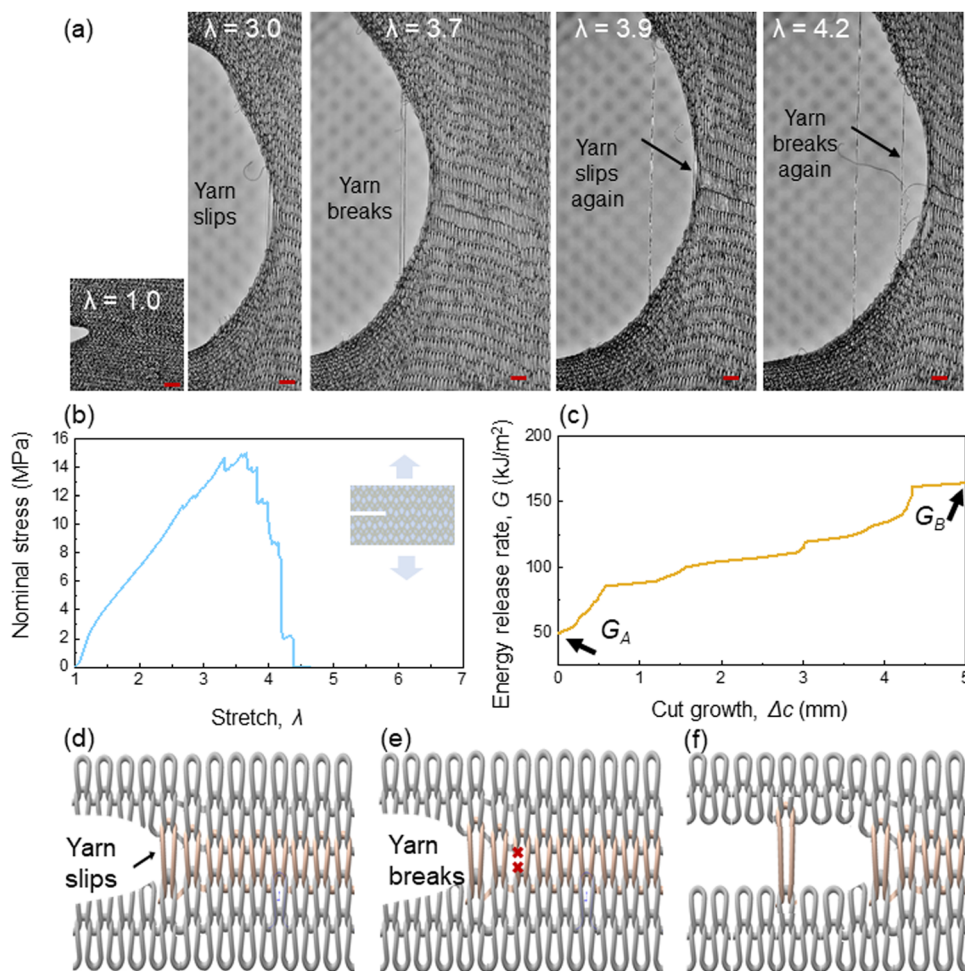 (a)
λ = 3.0
λ = 3.7
λ = 3.9
λ = 4.2
Yarn
slips
Yarn
breaks
Yarn
slips
again
Yarn
breaks
again
λ = 1.0
(b)
16
14
12
10
8
6
4
2
0
1
2
3
4
5
6
7
Nominal stress (MPa)
Stretch, λ
(c)
200
150
100
50
0
1
2
3
4
5
Energy release rate, G (kJ/m²)
G_A
G_B
Cut growth, Δc (mm)
(d)
Yarn
slips
(e)
Yarn
breaks
(f)